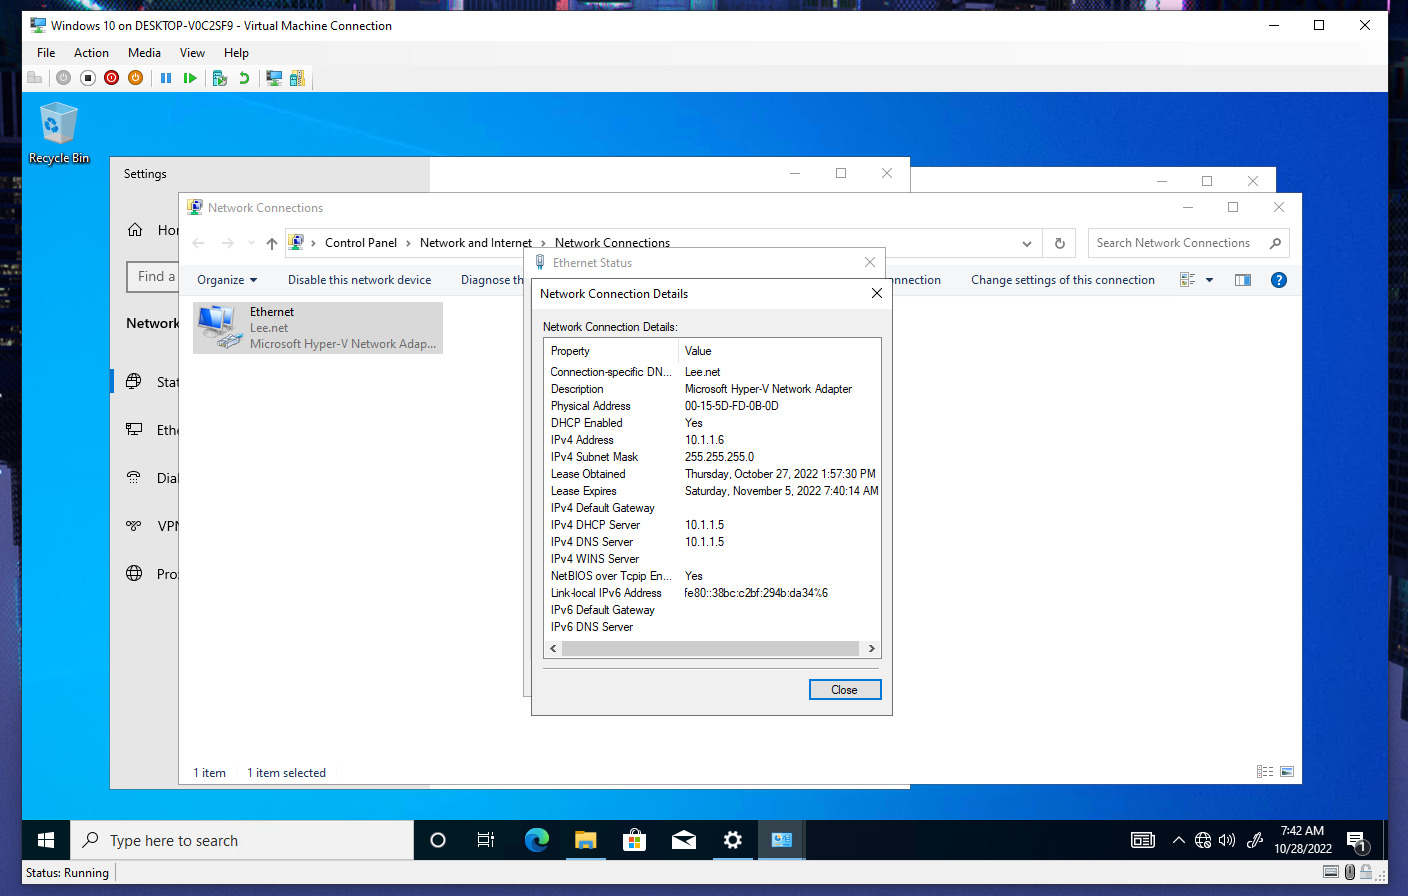 Windows 10 on DESKTOP-V0C2SF9 - Virtual Machine Connection
File Action Media View Help
Recycle Bin
Settings
Network Connections
Control Panel > Network and Internet > Network Connections
Search Network Connections
Ethernet Status
Find a
Organize Disable this network device Diagnose th nnection Change settings of this connection
Network Connection Details
Ethernet
Lee.net
Microsoft Hyper-V Network Adap...
Network
Network Connection Details:
Property Value
Connection-specific DN... Lee.net
Description Microsoft Hyper-V Network Adapter
Physical Address 00-15-5D-FD-0B-0D
DHCP Enabled Yes
IPv4 Address 10.1.1.6
IPv4 Subnet Mask 255.255.255.0
Lease Obtained Thursday, October 27, 2022 1:57:30 PM
Lease Expires Saturday, November 5, 2022 7:40:14 AM
IPv4 Default Gateway
IPv4 DHCP Server 10.1.1.5
IPv4 DNS Server 10.1.1.5
IPv4 WINS Server
NetBIOS over Tcpip En... Yes
Link-local IPv6 Address fe80::38bc:c2bf:294b:da34%6
IPv6 Default Gateway
IPv6 DNS Server
Close
Hor
Stat
Ethe
Dial
VPN
Prox
1 item 1 item selected
Type here to search
7:42 AM
10/28/2022
1
Status: Running